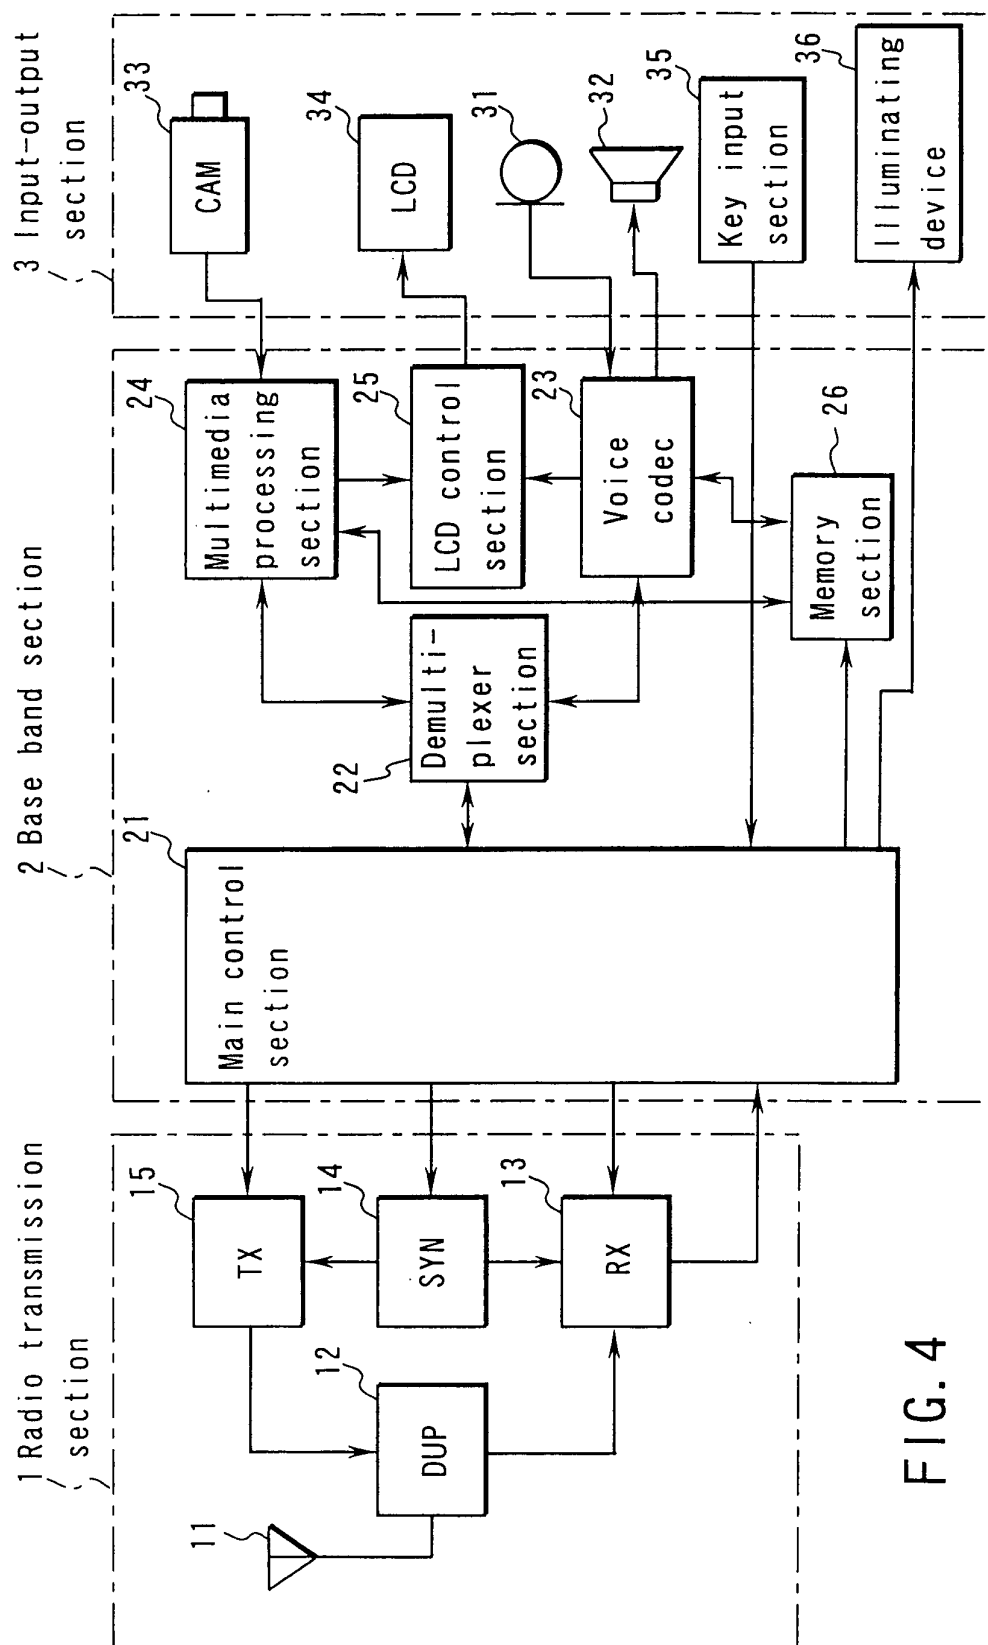 1 Radio transmission
section
2 Base band section
3 Input-output
section
11
12
DUP
15
TX
14
SYN
13
RX
21
Main control
section
22
Demulti-
plexer
section
24
Multimedia
processing
section
25
LCD control
section
23
Voice
codec
26
Memory
section
33
CAM
34
LCD
31
32
35
Key input
section
36
Illuminating
device
FIG. 4